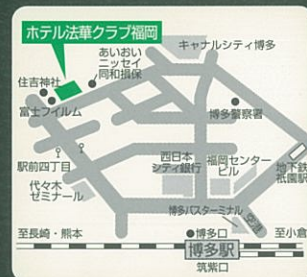 ホテル法華クラブ福岡
キャナルシティ博多
あいおい
ニッセイ
同和損保
住吉神社
富士フイルム
博多警察署
駅前四丁目
代々木
ゼミナール
西日本
シティ銀行
福岡センター
ビル
地下鉄
祇園駅
博多バスターミナル
空港
至長崎・熊本
●博多口
至小倉
博多駅
筑紫口